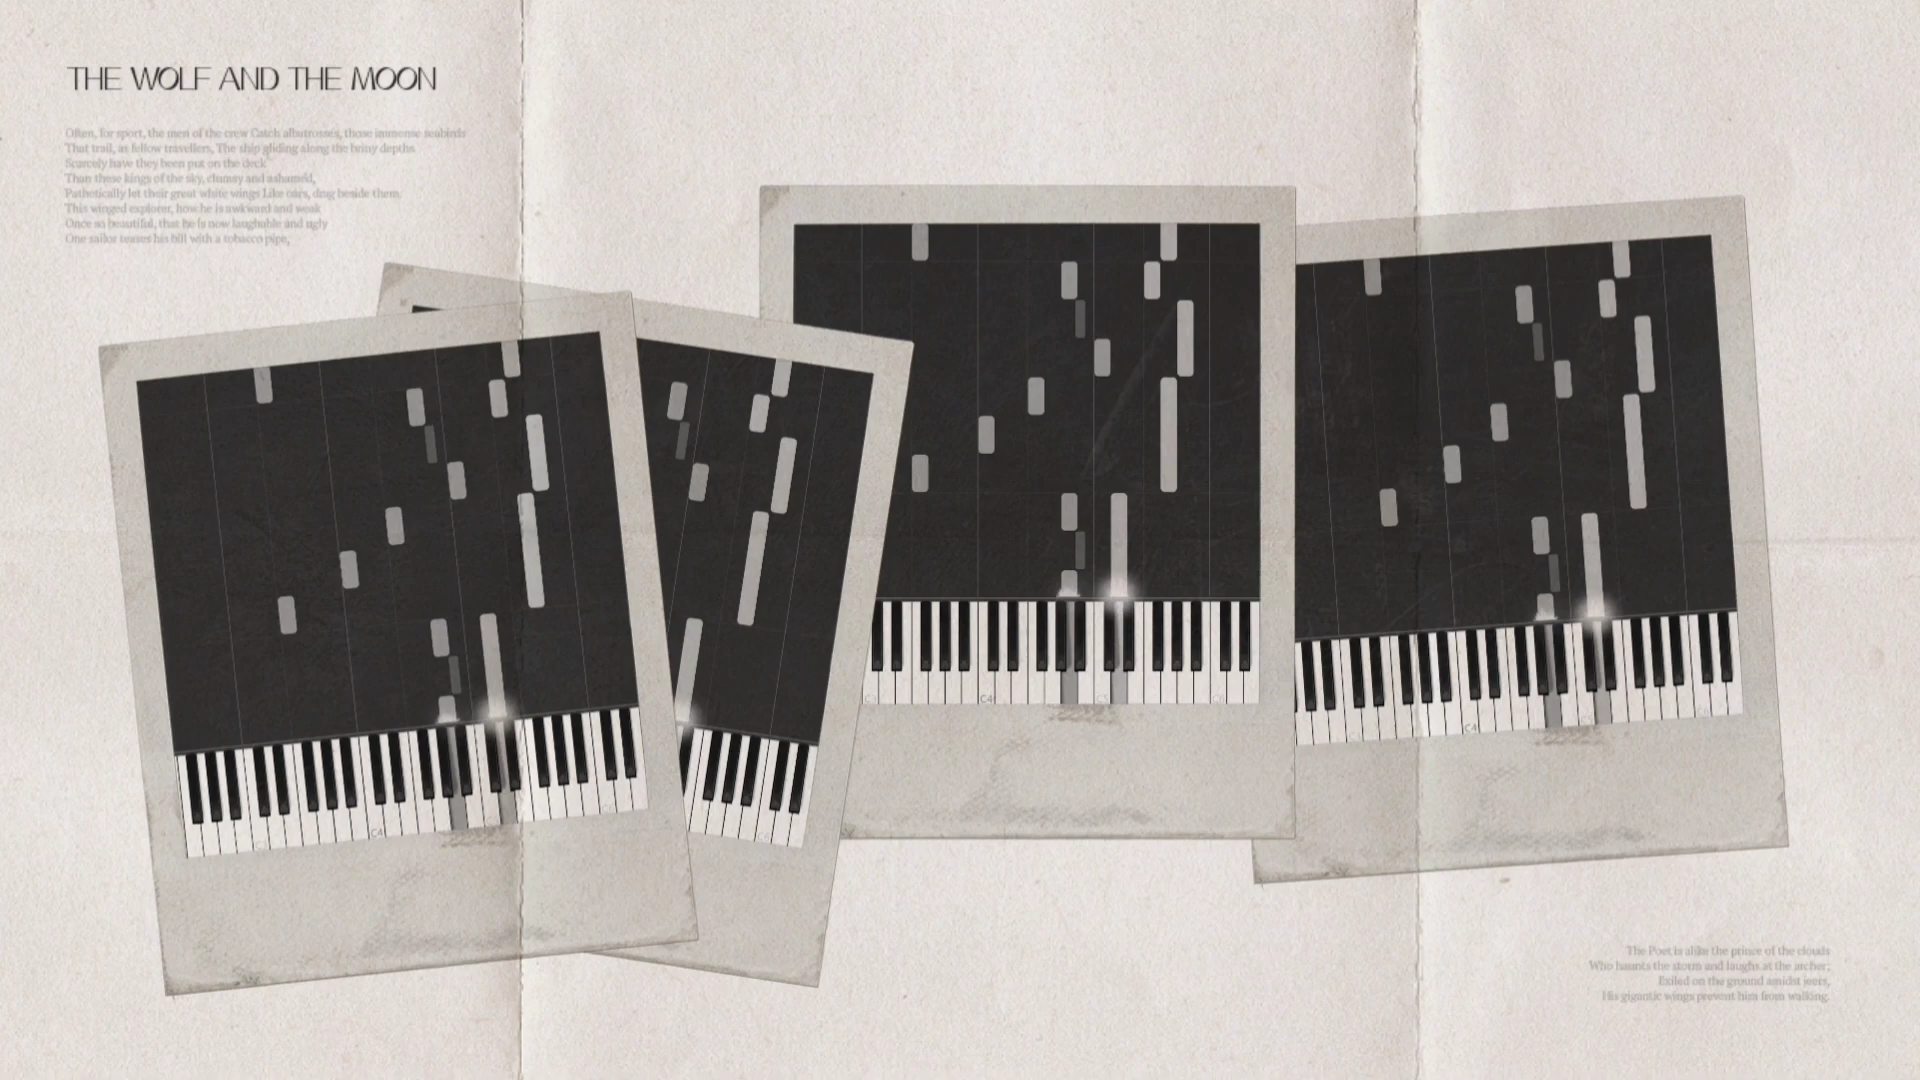 THE WOLF AND THE MOON
Often, for sport, the men of the crew Catch albatrosses, those immense seabirds
That trail, as fellow travellers, The ship gliding along the briny depths.
Scarcely have they been put on the deck
Than these kings of the sky, clumsy and ashamed,
Pathetically let their great white wings Like oars, drag beside them.
This winged explorer, how he is awkward and weak
Once so beautiful, that he is now laughable and ugly
One sailor teases his bill with a tobacco pipe,
C4
C4
C5
C4
The Poet is alike the prince of the clouds
Who haunts the storm and laughs at the archer;
Exiled on the ground amidst jeers,
His gigantic wings prevent him from walking.